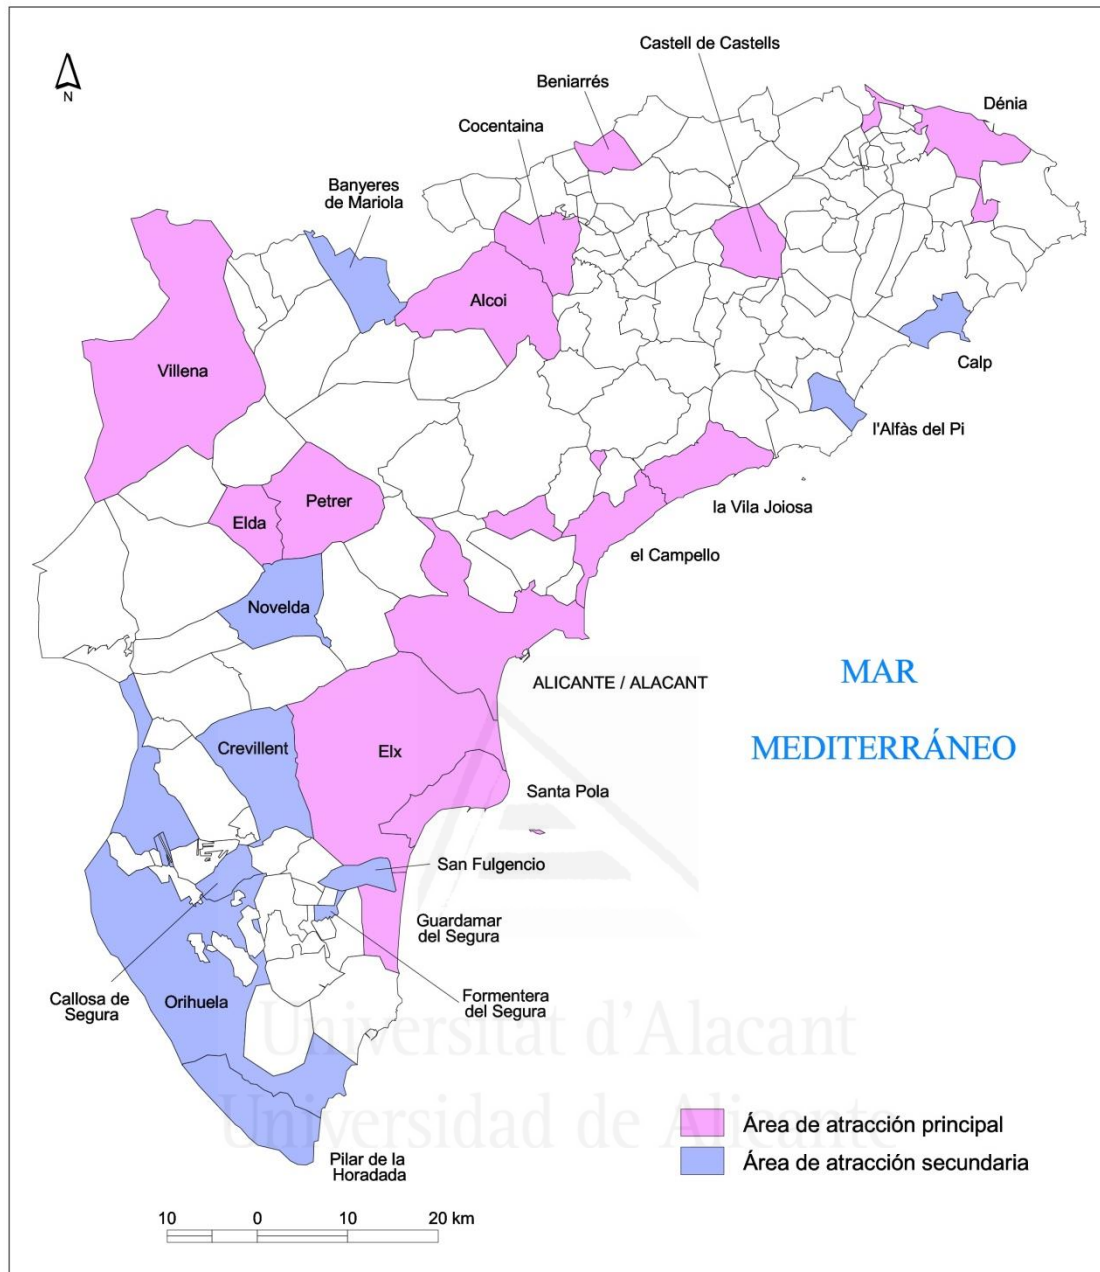 Castell de Castells
Beniarrés
Dénia
Cocentaina
N
Banyeres
de Mariola
Alcoi
Villena
Calp
l'Alfàs del Pi
Petrer
la Vila Joiosa
Elda
el Campello
Novelda
MAR
ALICANTE / ALACANT
MEDITERRÁNEO
Crevillent
Elx
Santa Pola
San Fulgencio
Guardamar
del Segura
Callosa de
Segura
Orihuela
Formentera
del Segura
Universitat d'Alacant
Universidad de Alicante
Área de atracción principal
Área de atracción secundaria
Pilar de la
Horadada
10 0 10 20 km